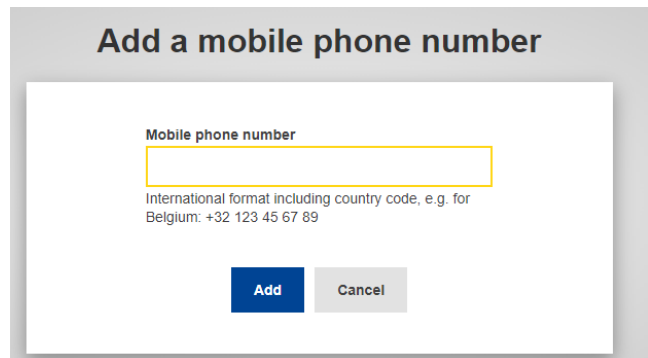 Add a mobile phone number
Mobile phone number
International format including country code, e.g. for
Belgium: +32 123 45 67 89
Add
Cancel